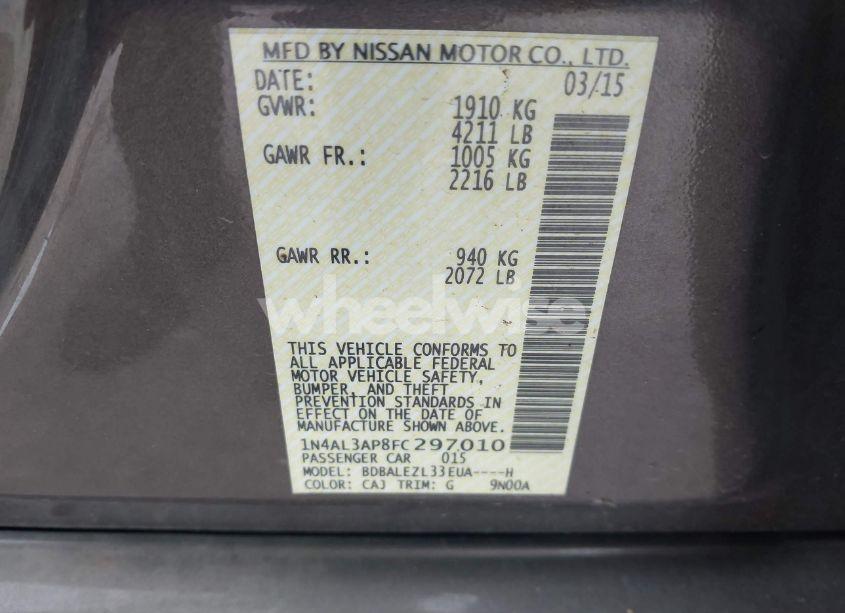 MFD BY NISSAN MOTOR CO., LTD.
DATE: 03/15
GVWR: 1910 KG
4211 LB
GAWR FR.: 1005 KG
2216 LB
GAWR RR.: 940 KG
2072 LB
wheelwise
THIS VEHICLE CONFORMS TO
ALL APPLICABLE FEDERAL
MOTOR VEHICLE SAFETY,
BUMPER, AND THEFT
PREVENTION STANDARDS IN
EFFECT ON THE DATE OF
MANUFACTURE SHOWN ABOVE.
1N4AL3AP8FC297010
PASSENGER CAR 015
MODEL: BDBALEZL33EUA----H
COLOR: CAJ TRIM: G 9N00A